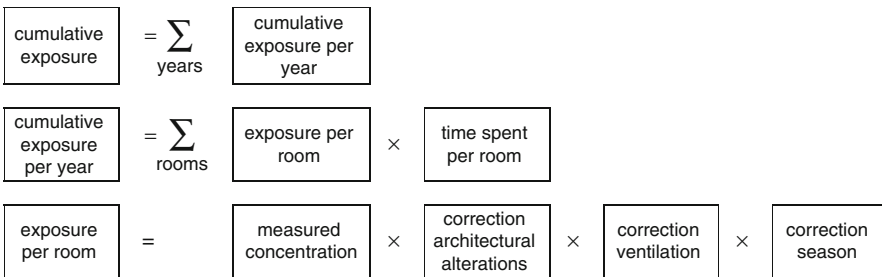 cumulative exposure = ∑ years cumulative exposure per year
cumulative exposure per year = ∑ rooms exposure per room × time spent per room
exposure per room = measured concentration × correction architectural alterations × correction ventilation × correction season